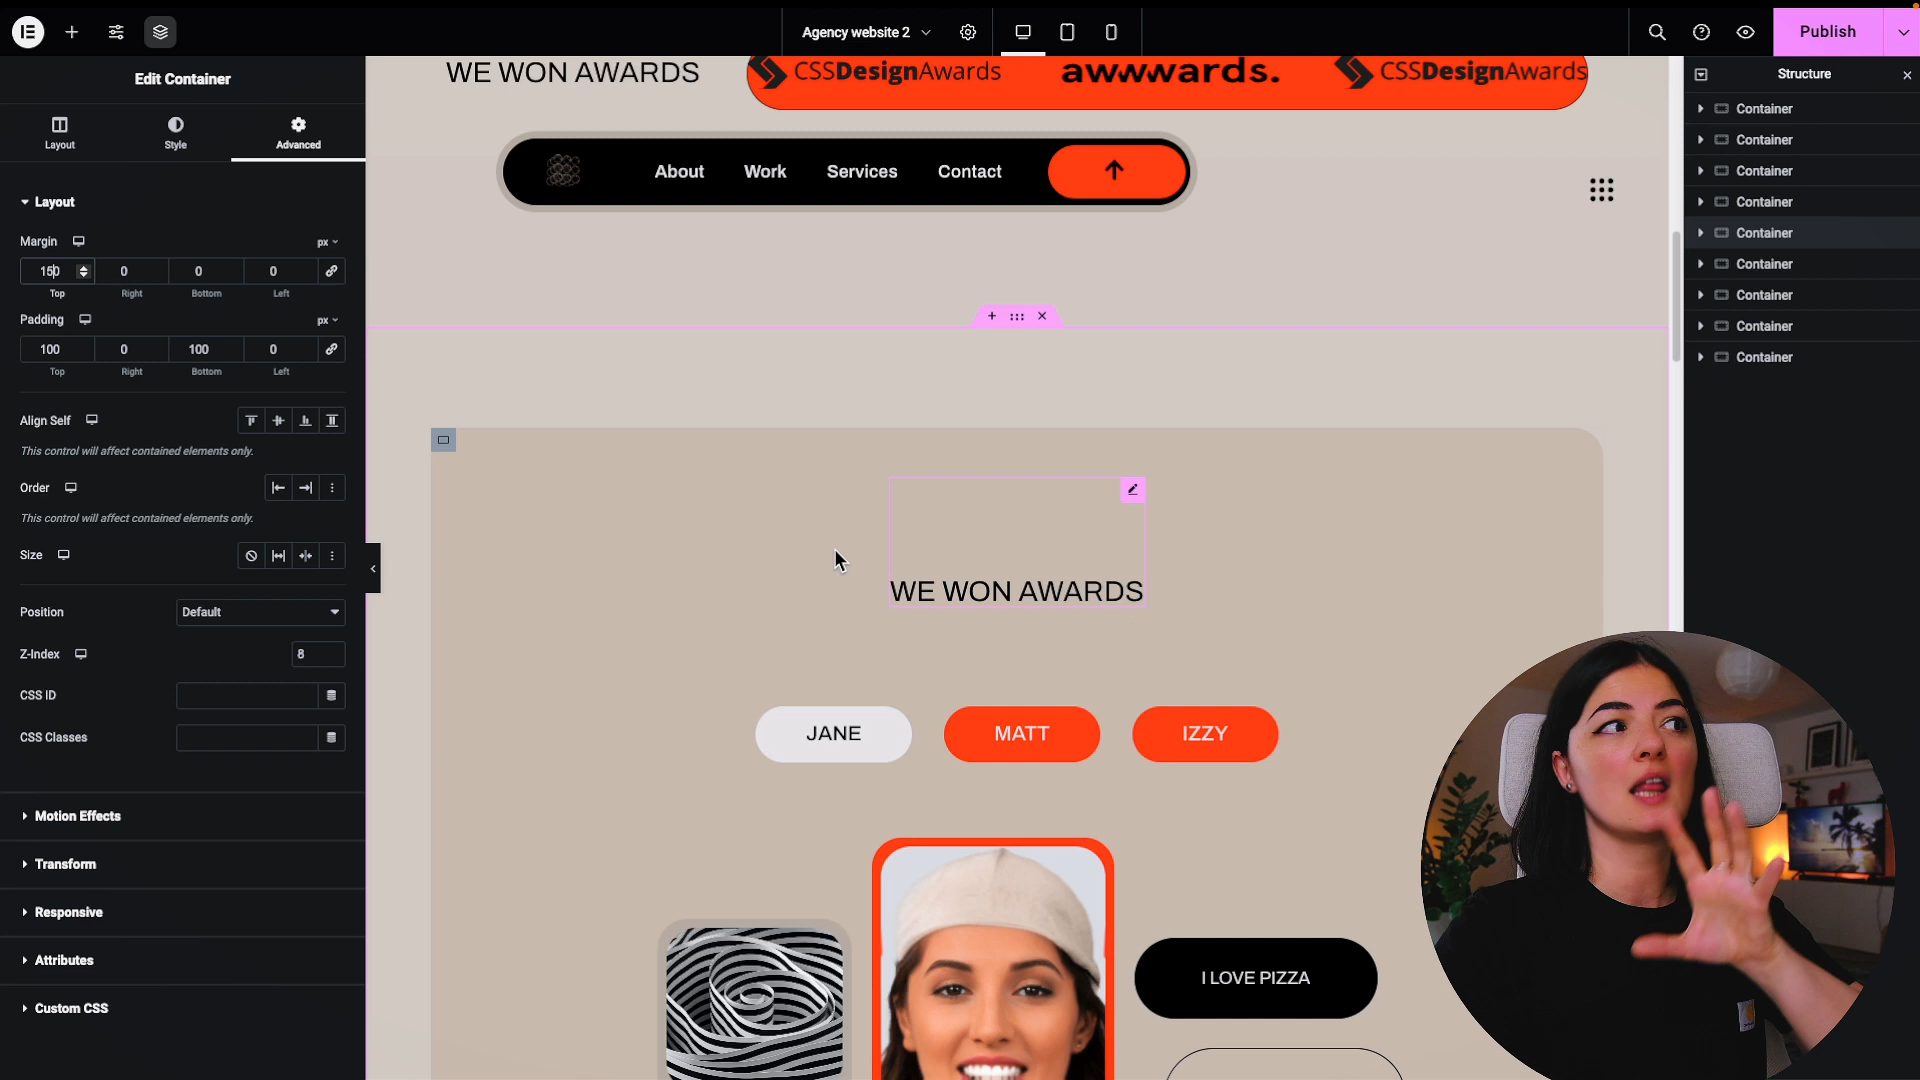 Agency website 2
Publish
Edit Container
Layout
Style
Advanced
Layout
Margin
px
150
0
0
0
Top
Right
Bottom
Left
Padding
px
100
0
100
0
Top
Right
Bottom
Left
Align Self
This control will affect contained elements only.
Order
This control will affect contained elements only.
Size
Position
Default
Z-Index
8
CSS ID
CSS Classes
Motion Effects
Transform
Responsive
Attributes
Custom CSS
WE WON AWARDS
CSSDesignAwards
awwwards.
CSSDesignAwards
About
Work
Services
Contact
WE WON AWARDS
JANE
MATT
IZZY
I LOVE PIZZA
Structure
Container
Container
Container
Container
Container
Container
Container
Container
Container